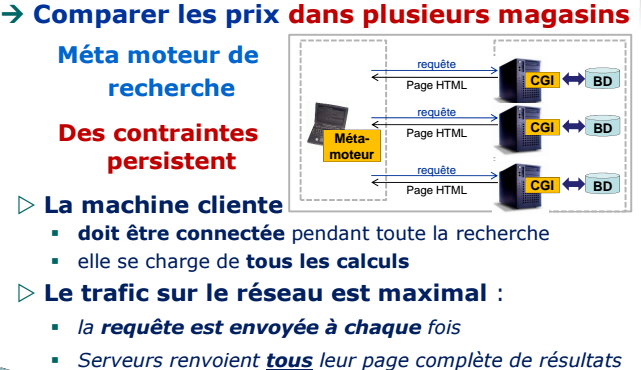 → Comparer les prix dans plusieurs magasins
Méta moteur de
recherche
Des contraintes
persistent
requête
Page HTML
CGI
BD
requête
Page HTML
CGI
BD
Méta-
moteur
requête
Page HTML
CGI
BD
▷ La machine cliente
▪ doit être connectée pendant toute la recherche
▪ elle se charge de tous les calculs
▷ Le trafic sur le réseau est maximal :
▪ la requête est envoyée à chaque fois
▪ Serveurs renvoient tous leur page complète de résultats